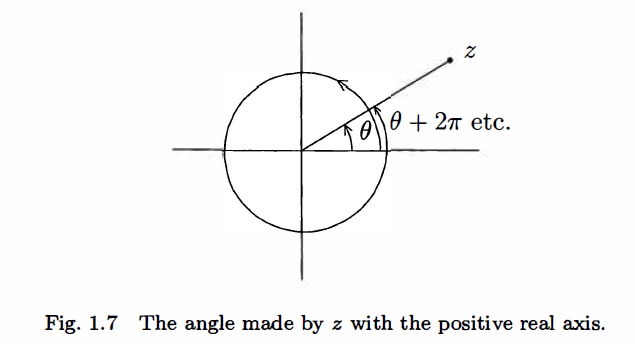 z
θ
θ + 2π etc.
Fig. 1.7 The angle made by z with the positive real axis.